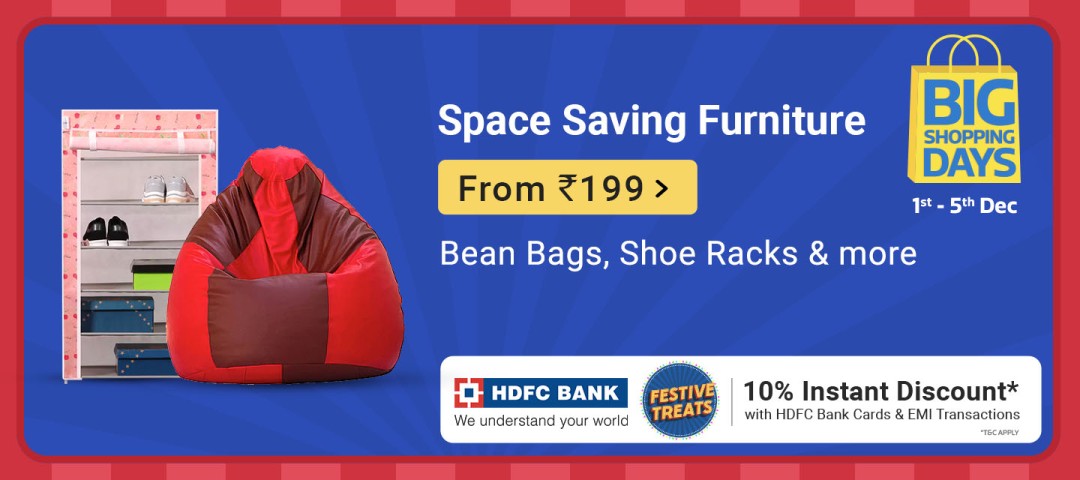 Space Saving Furniture
From ₹199 >
Bean Bags, Shoe Racks & more
BIG
SHOPPING
DAYS
1st - 5th Dec
HDFC BANK
We understand your world
FESTIVE
TREATS
10% Instant Discount*
with HDFC Bank Cards & EMI Transactions
*T&C APPLY